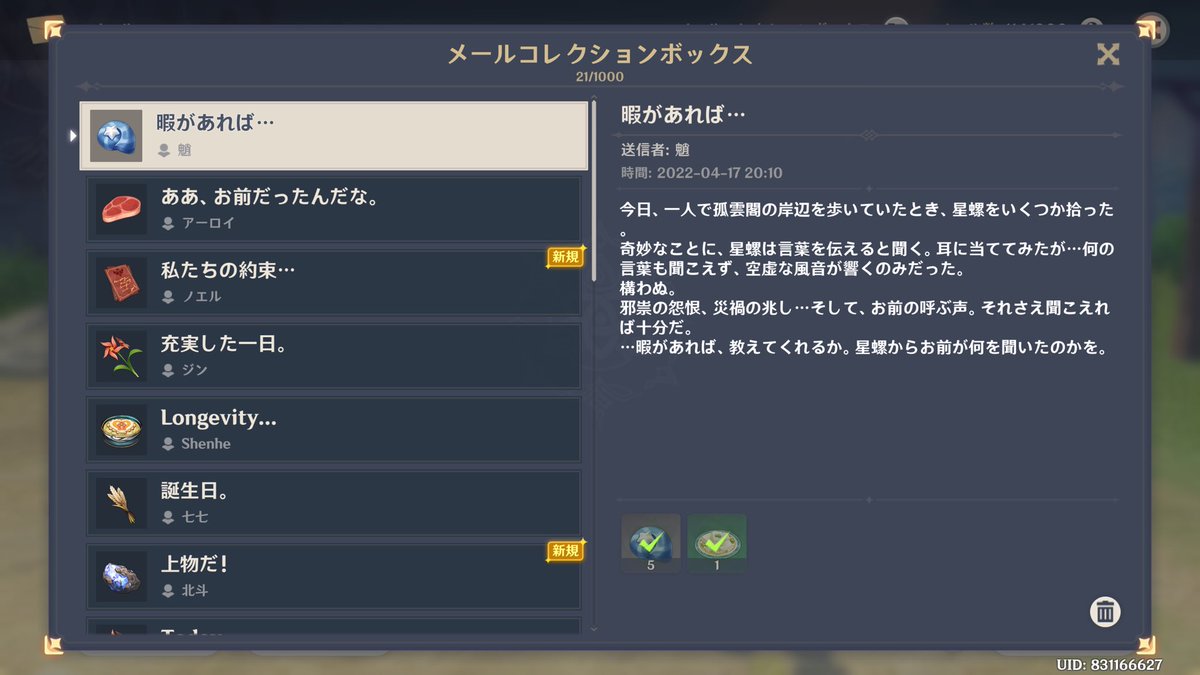 メールコレクションボックス
21/1000
暇があれば…
魈
ああ、お前だったんだな。
アーロイ
新規
私たちの約束…
ノエル
充実した一日。
ジン
Longevity...
Shenhe
誕生日。
七七
新規
上物だ!
北斗
Today
暇があれば…
送信者: 魈
時間: 2022-04-17 20:10
今日、一人で孤雲閣の岸辺を歩いていたとき、星螺をいくつか拾った
。
奇妙なことに、星螺は言葉を伝えると聞く。耳に当ててみたが…何の
言葉も聞こえず、空虚な風音が響くのみだった。
構わぬ。
邪祟の怨恨、災禍の兆し…そして、お前の呼ぶ声。それさえ聞こえれ
ば十分だ。
…暇があれば、教えてくれるか。星螺からお前が何を聞いたのかを。
5
1
UID: 831166627